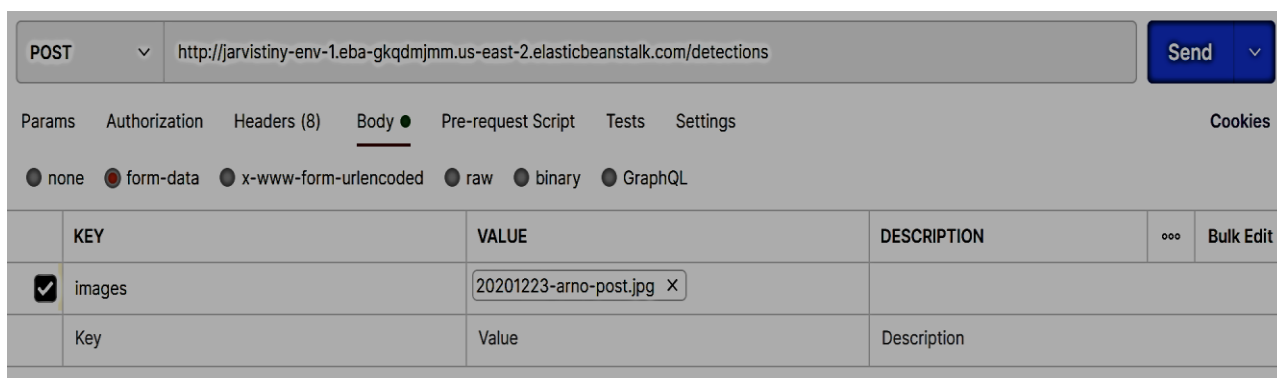 POST http://jarvistiny-env-1.eba-gkqdmjmm.us-east-2.elasticbeanstalk.com/detections Send
Params Authorization Headers (8) Body Pre-request Script Tests Settings Cookies
none form-data x-www-form-urlencoded raw binary GraphQL
KEY VALUE DESCRIPTION ooo Bulk Edit
images 20201223-arno-post.jpg X
Key Value Description